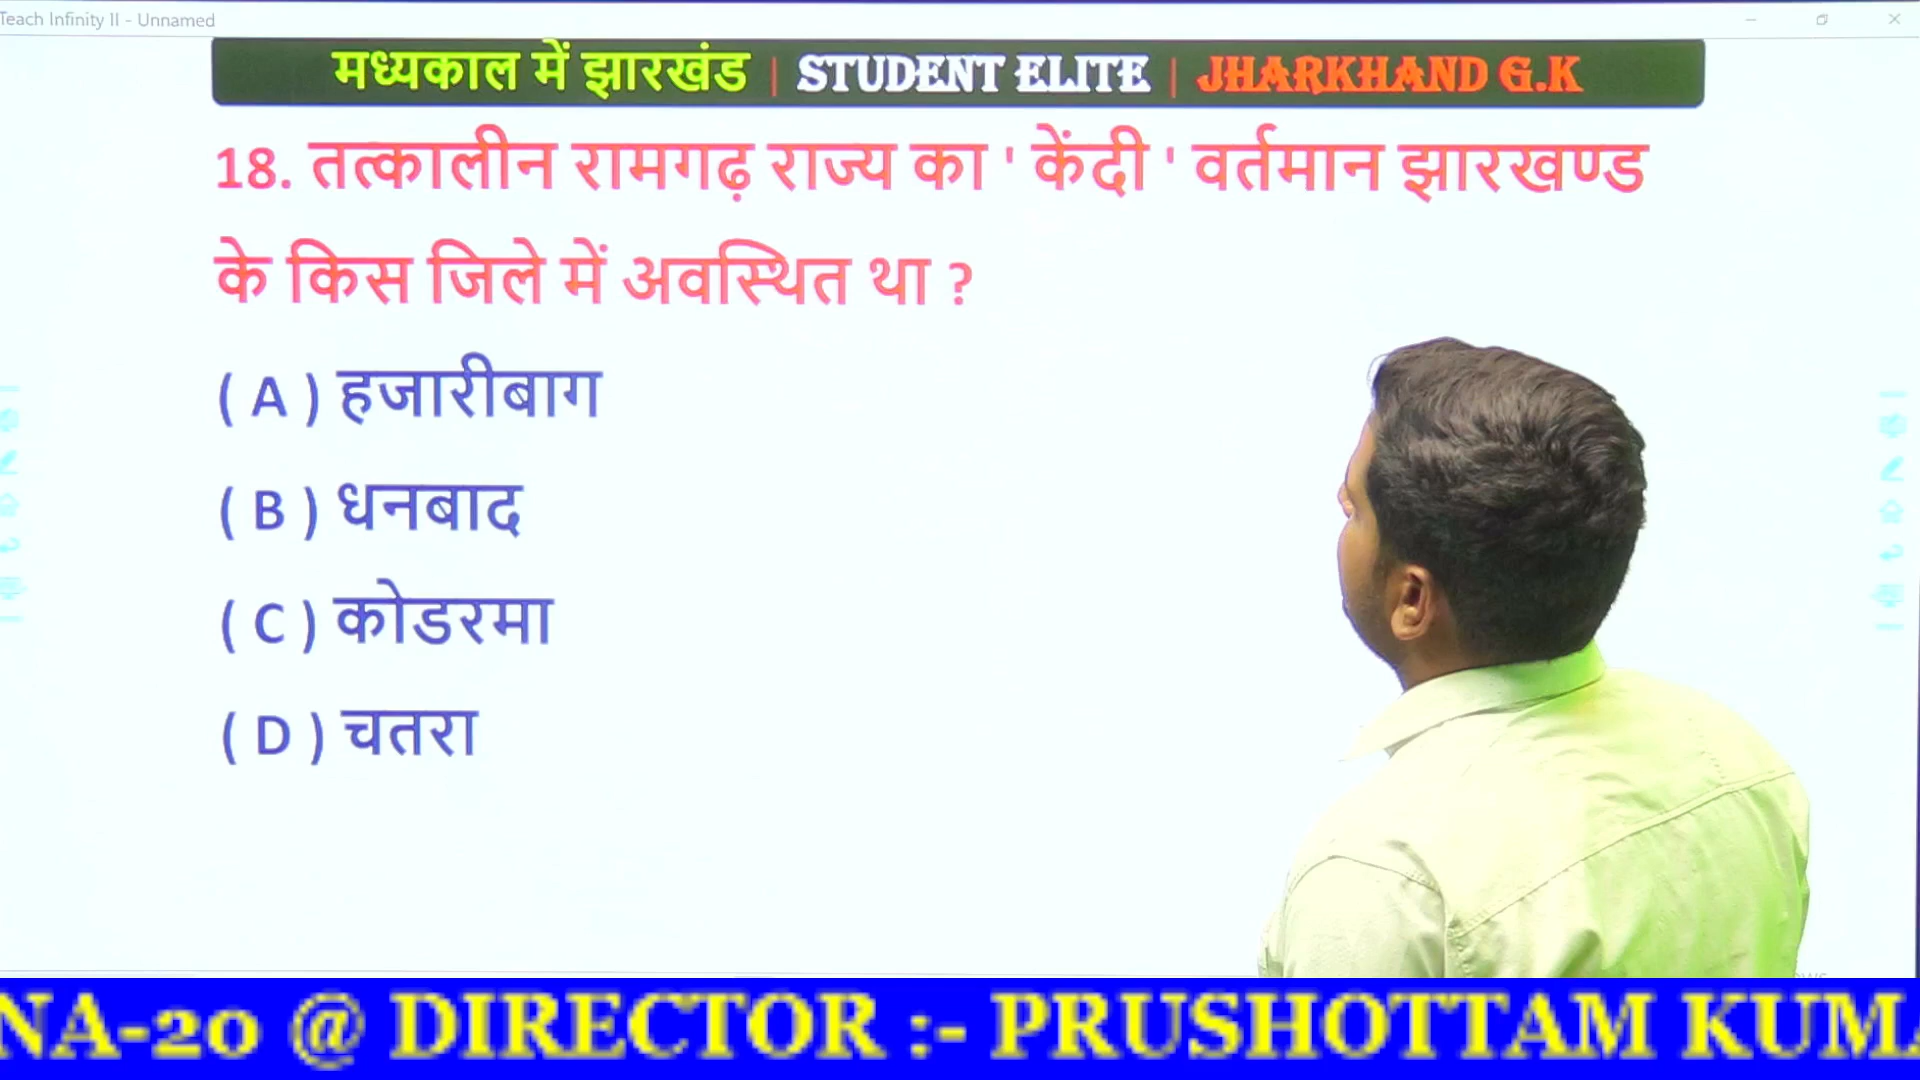 Teach Infinity II - Unnamed
मध्यकाल में झारखंड | STUDENT ELITE | JHARKHAND G.K
18. तत्कालीन रामगढ़ राज्य का ' केंदी ' वर्तमान झारखण्ड
के किस जिले में अवस्थित था ?
( A ) हजारीबाग
( B ) धनबाद
( C ) कोडरमा
( D ) चतरा
NA-20 @ DIRECTOR :- PRUSHOTTAM KUM